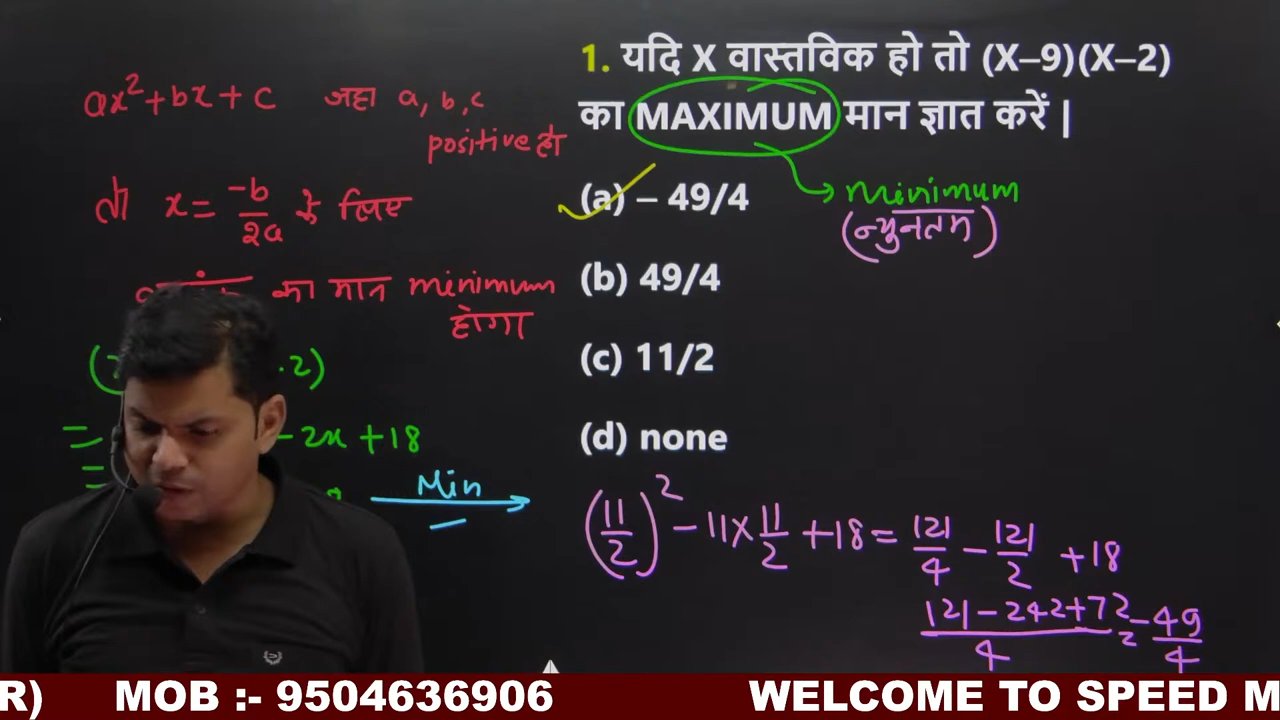 1. यदि X वास्तविक हो तो (X–9)(X–2)
का MAXIMUM मान ज्ञात करें |
(a) – 49/4
(b) 49/4
(c) 11/2
(d) none
minimum
(न्युनतम)
ax²+bx+c जहा a, b, c
positive हो
तो x = -b/2a के लिए
का मान minimum
होगा
2)
=
- 2x +18
=
Min
(11/2)² - 11×11/2 +18 = 121/4 - 121/2 +18
121-242+72/4 = -49/4
R) MOB :- 9504636906 WELCOME TO SPEED M